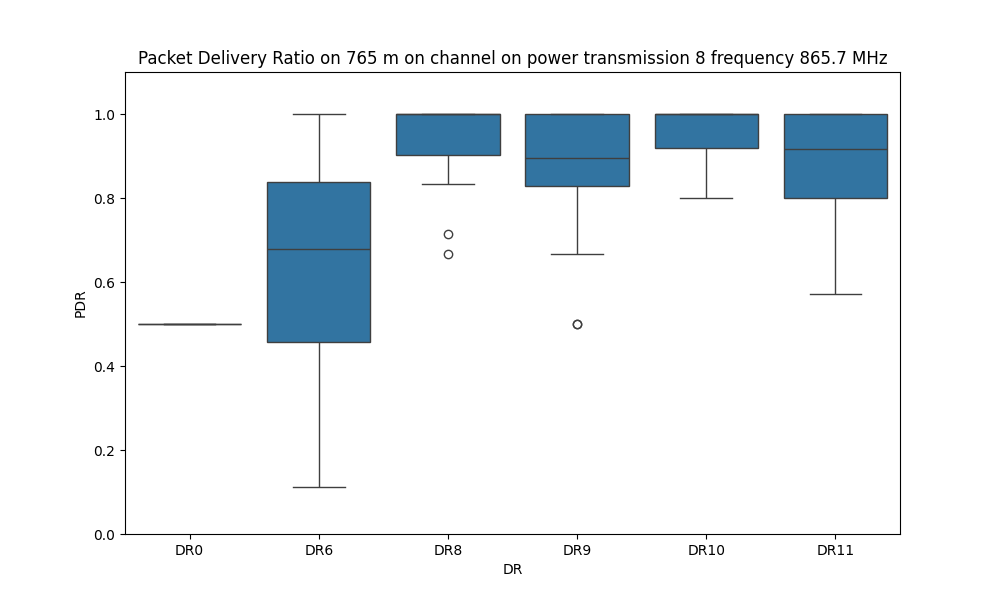 Packet Delivery Ratio on 765 m on channel on power transmission 8 frequency 865.7 MHz
PDR
1.0
0.8
0.6
0.4
0.2
0.0
DR0 DR6 DR8 DR9 DR10 DR11
DR